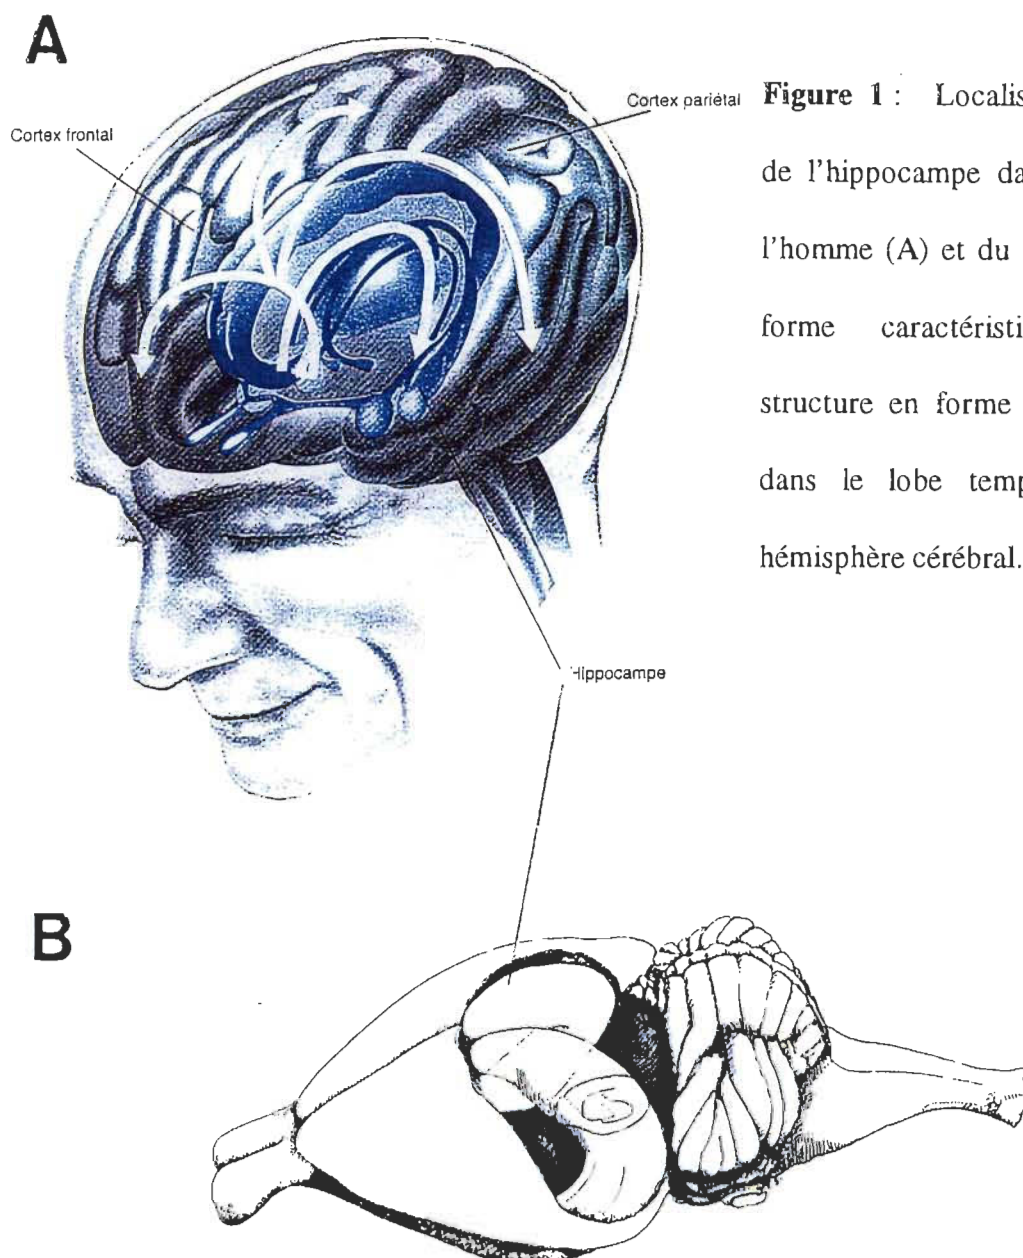 A
Cortex frontal
Cortex pariétal
Figure 1 : Localis
de l'hippocampe da
l'homme (A) et du
forme caractéristi
structure en forme
dans le lobe temp
hémisphère cérébral.
Hippocampe
B